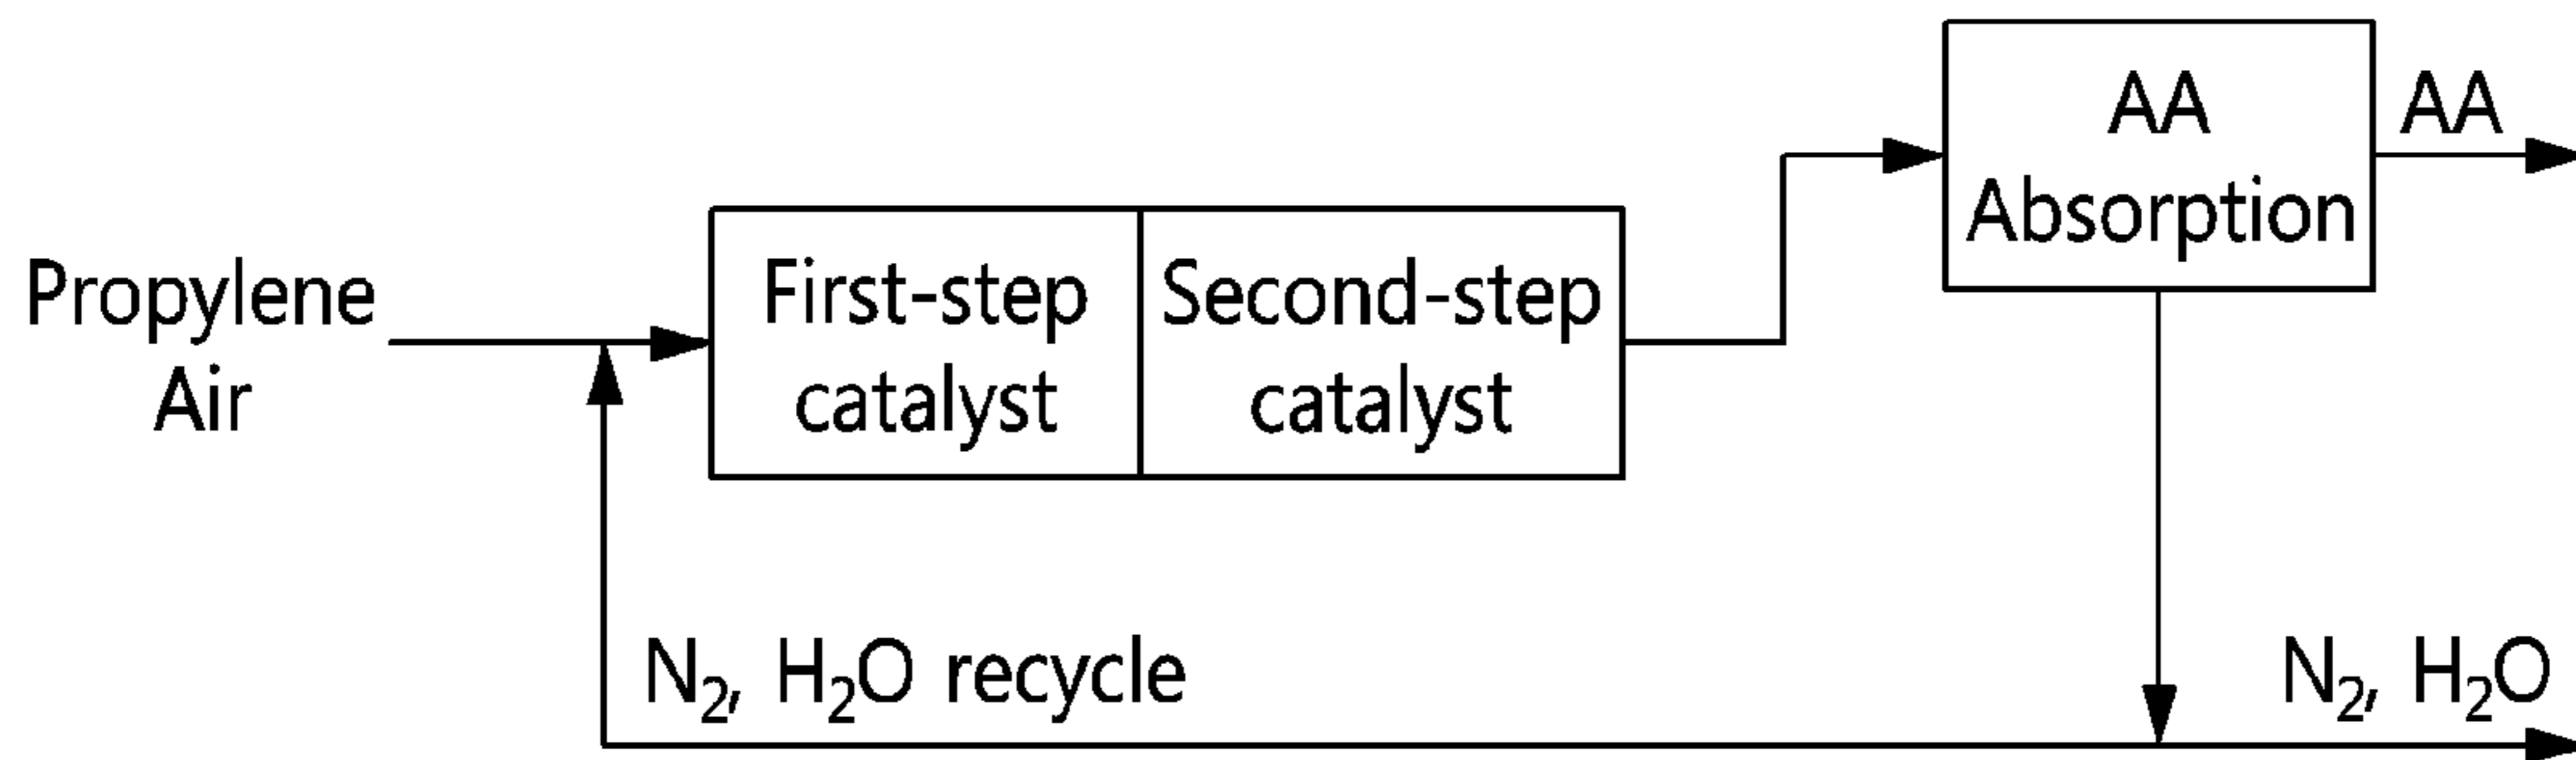 Propylene
Air
First-step
catalyst
Second-step
catalyst
AA
Absorption
AA
N₂, H₂O recycle
N₂, H₂O